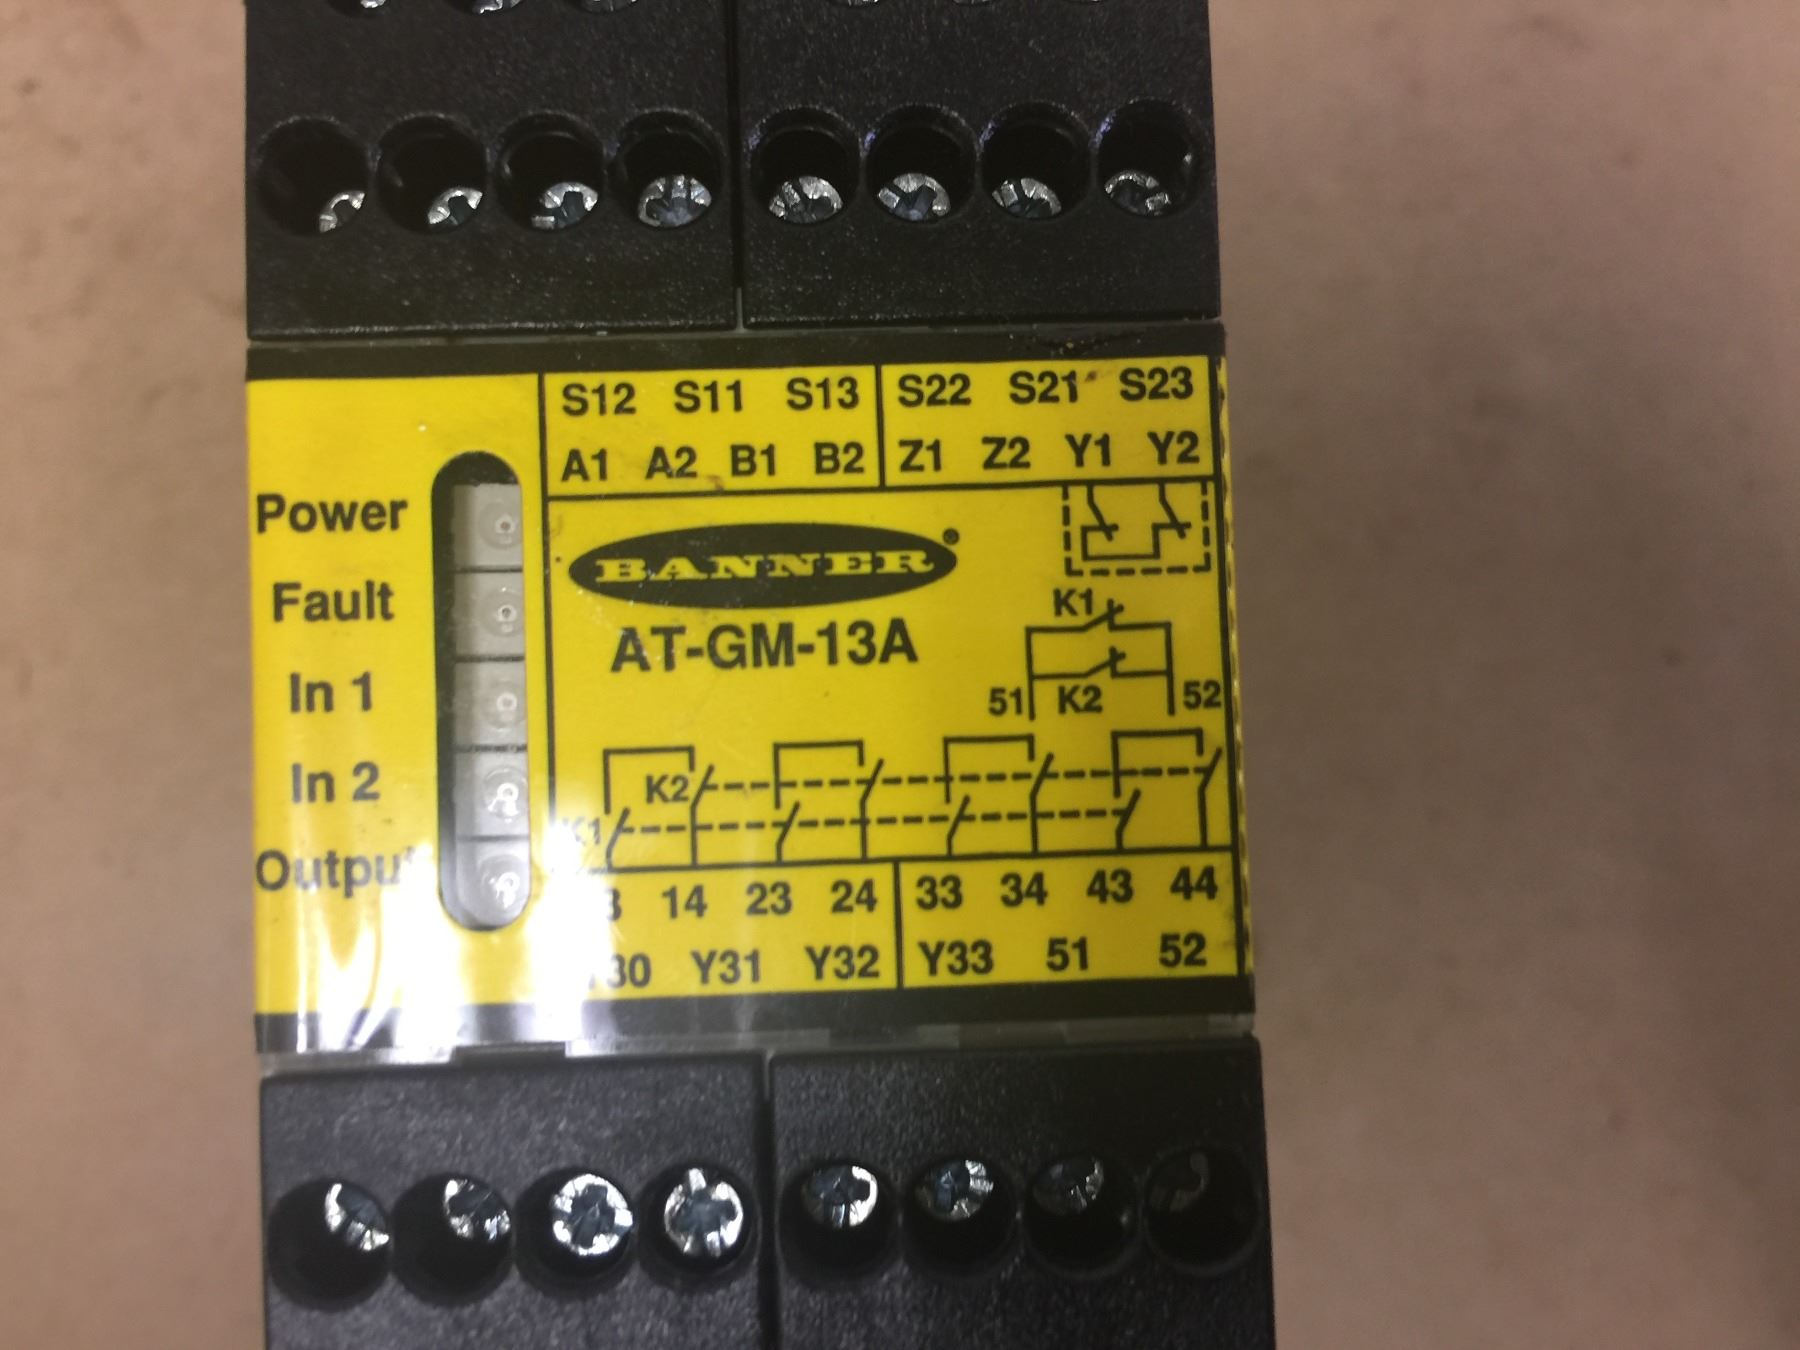 S12 S11 S13 S22 S21 S23
A1 A2 B1 B2 Z1 Z2 Y1 Y2
Power
Fault
In 1
In 2
BANNER
AT-GM-13A
K1
51 K2 52
K2
K1
14 23 24 33 34 43 44
Y31 Y32 Y33 51 52